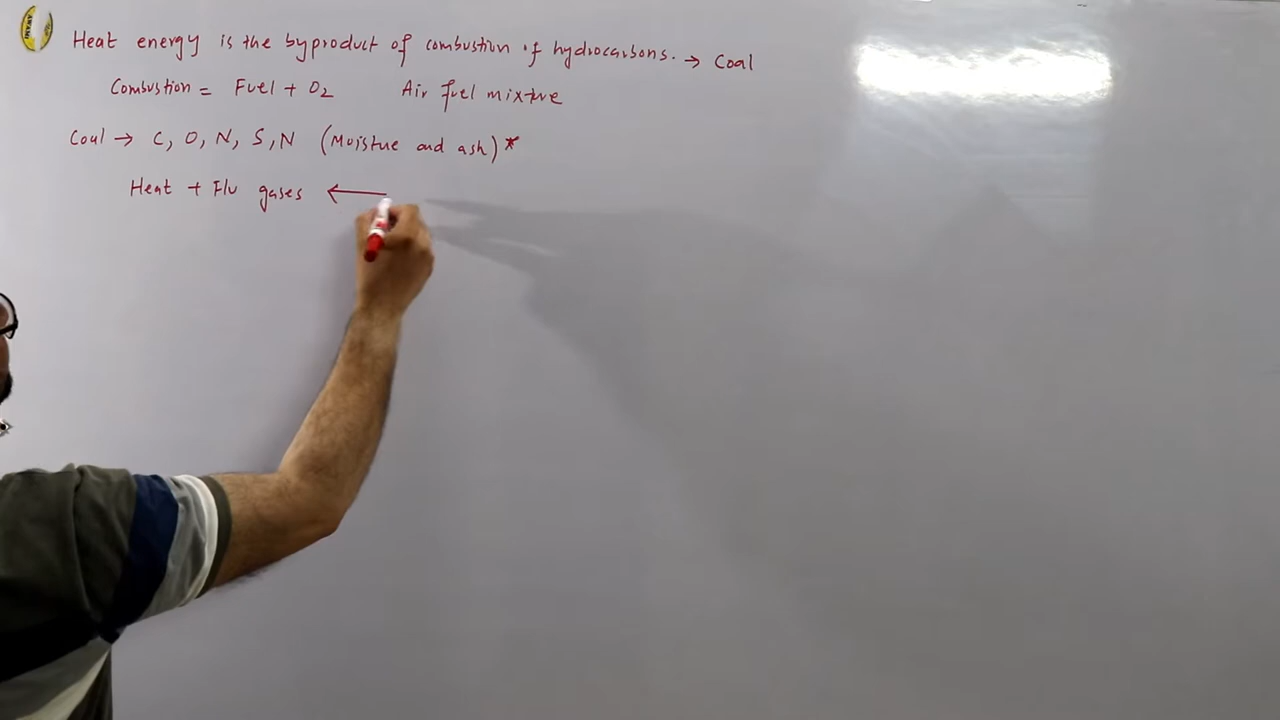 Heat energy is the byproduct of combustion of hydrocarbons. → Coal
Combustion = Fuel + O2 Air fuel mixture
Coal → C, O, N, S, N (Moisture and ash)*
Heat + Flu gases ←